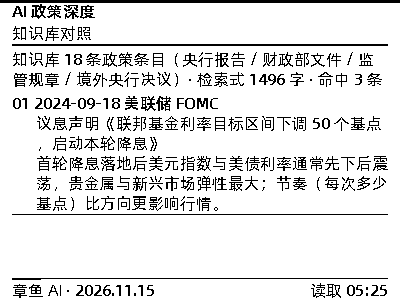 AI 政策深度
知识库对照
知识库 18 条政策条目（央行报告 / 财政部文件 / 监
管规章 / 境外央行决议）· 检索式 1496 字 · 命中 3 条
01 2024-09-18 美联储 FOMC
议息声明《联邦基金利率目标区间下调 50 个基点
，启动本轮降息》
首轮降息落地后美元指数与美债利率通常先下后震
荡，贵金属与新兴市场弹性最大；节奏（每次多少
基点）比方向更影响行情。
章鱼 AI · 2026.11.15
读取 05:25